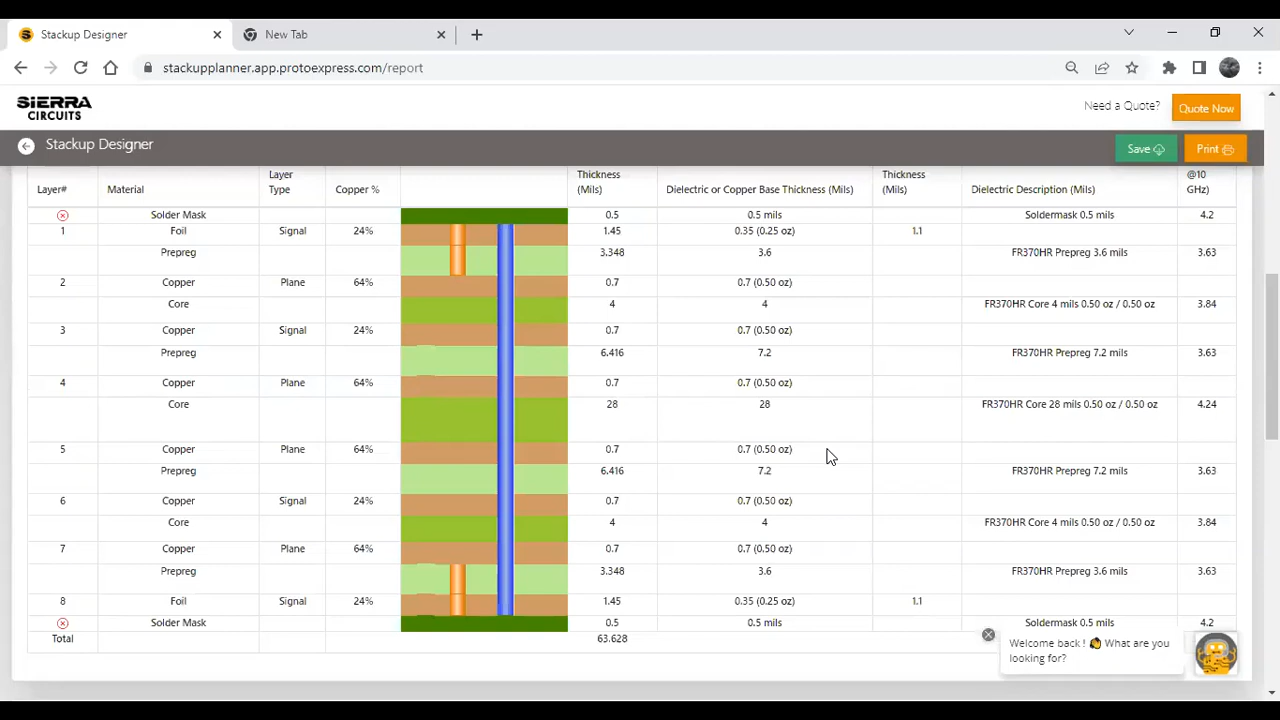 Stackup Designer
New Tab
stackupplanner.app.protoexpress.com/report
SIERRA
CIRCUITS
Need a Quote?
Quote Now
Stackup Designer
Save
Print
Layer# Material Layer Type Copper % Thickness (Mils) Dielectric or Copper Base Thickness (Mils) Thickness (Mils) Dielectric Description (Mils) @10 GHz
Solder Mask 0.5 0.5 mils Soldermask 0.5 mils 4.2
1 Foil Signal 24% 1.45 0.35 (0.25 oz) 1.1
Prepreg 3.348 3.6 FR370HR Prepreg 3.6 mils 3.63
2 Copper Plane 64% 0.7 0.7 (0.50 oz)
Core 4 4 FR370HR Core 4 mils 0.50 oz / 0.50 oz 3.84
3 Copper Signal 24% 0.7 0.7 (0.50 oz)
Prepreg 6.416 7.2 FR370HR Prepreg 7.2 mils 3.63
4 Copper Plane 64% 0.7 0.7 (0.50 oz)
Core 28 28 FR370HR Core 28 mils 0.50 oz / 0.50 oz 4.24
5 Copper Plane 64% 0.7 0.7 (0.50 oz)
Prepreg 6.416 7.2 FR370HR Prepreg 7.2 mils 3.63
6 Copper Signal 24% 0.7 0.7 (0.50 oz)
Core 4 4 FR370HR Core 4 mils 0.50 oz / 0.50 oz 3.84
7 Copper Plane 64% 0.7 0.7 (0.50 oz)
Prepreg 3.348 3.6 FR370HR Prepreg 3.6 mils 3.63
8 Foil Signal 24% 1.45 0.35 (0.25 oz) 1.1
Solder Mask 0.5 0.5 mils Soldermask 0.5 mils 4.2
Total 63.628
Welcome back ! What are you
looking for?